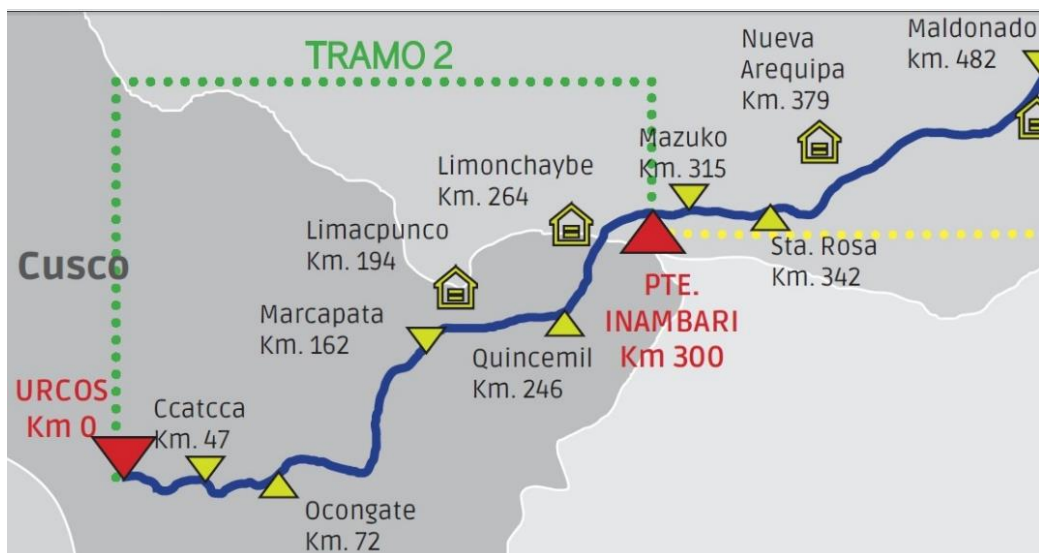 TRAMO 2
Cusco
URCOS
Km 0
Ccatcca
Km. 47
Ocongate
Km. 72
Marcapata
Km. 162
Limacpunco
Km. 194
Quincemil
Km. 246
Limonchaybe
Km. 264
PTE.
INAMBARI
Km 300
Mazuko
Km. 315
Sta. Rosa
Km. 342
Nueva
Arequipa
Km. 379
Maldonado
km. 482